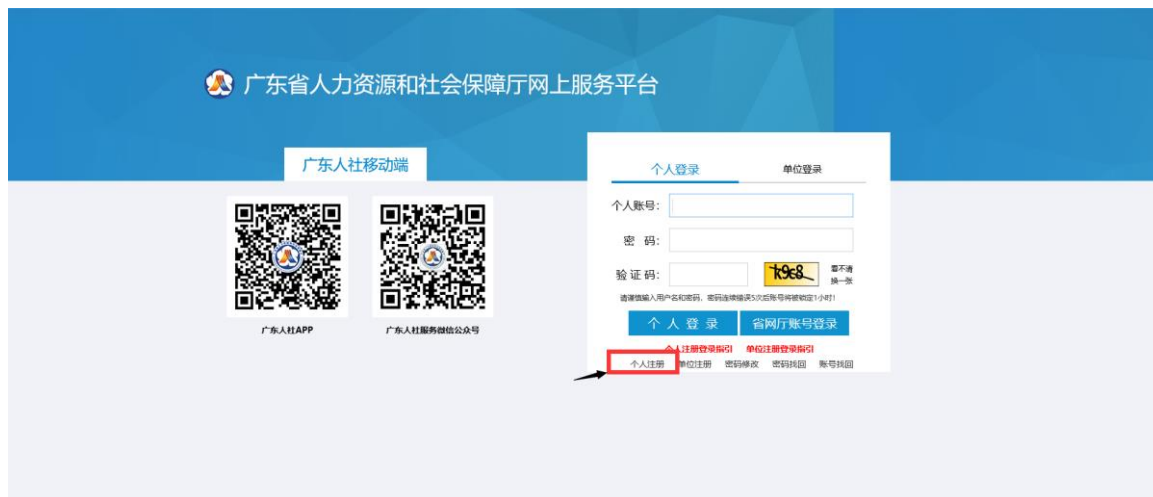 广东省人力资源和社会保障厅网上服务平台
广东人社移动端
广东人社APP
广东人社服务微信公众号
个人登录 单位登录
个人账号：
密 码：
验证码：
k9c8
看不清
换一张
请谨慎输入用户名和密码，密码连续错误5次后账号将被锁定1小时！
个人登录 省网厅账号登录
个人注册登录指引 单位注册登录指引
个人注册 单位注册 密码修改 密码找回 账号找回